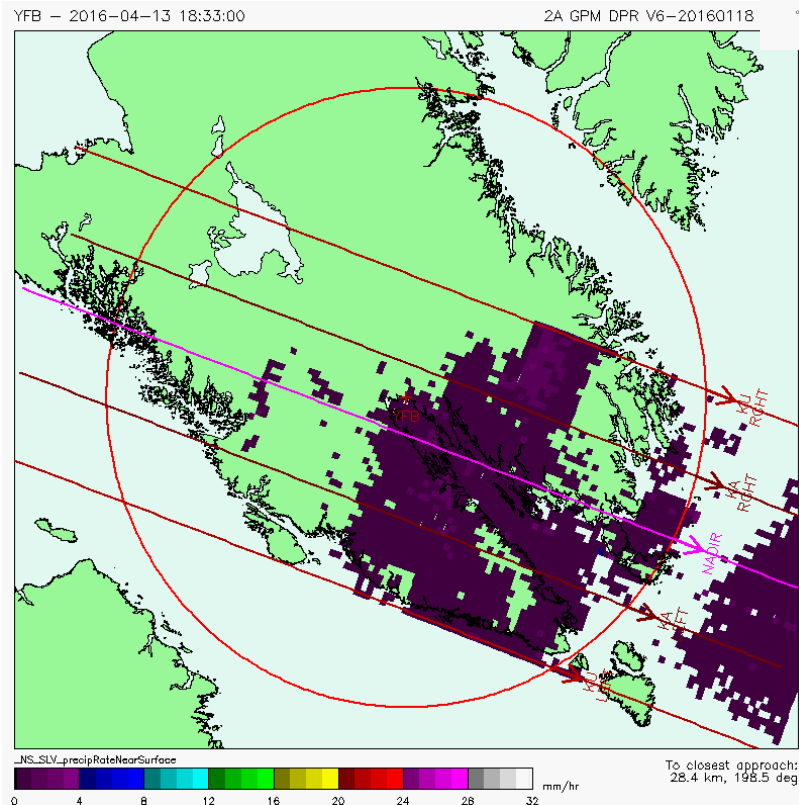 YFB — 2016-04-13 18:33:00
2A GPM DPR V6-20160118
KU
RGHT
KA
RGHT
YFB
NADIR
KA
LEFT
KU
LEFT
_NS_SLV_precipRateNearSurface
0 4 8 12 16 20 24 28 32 mm/hr
To closest approach:
28.4 km, 198.5 deg